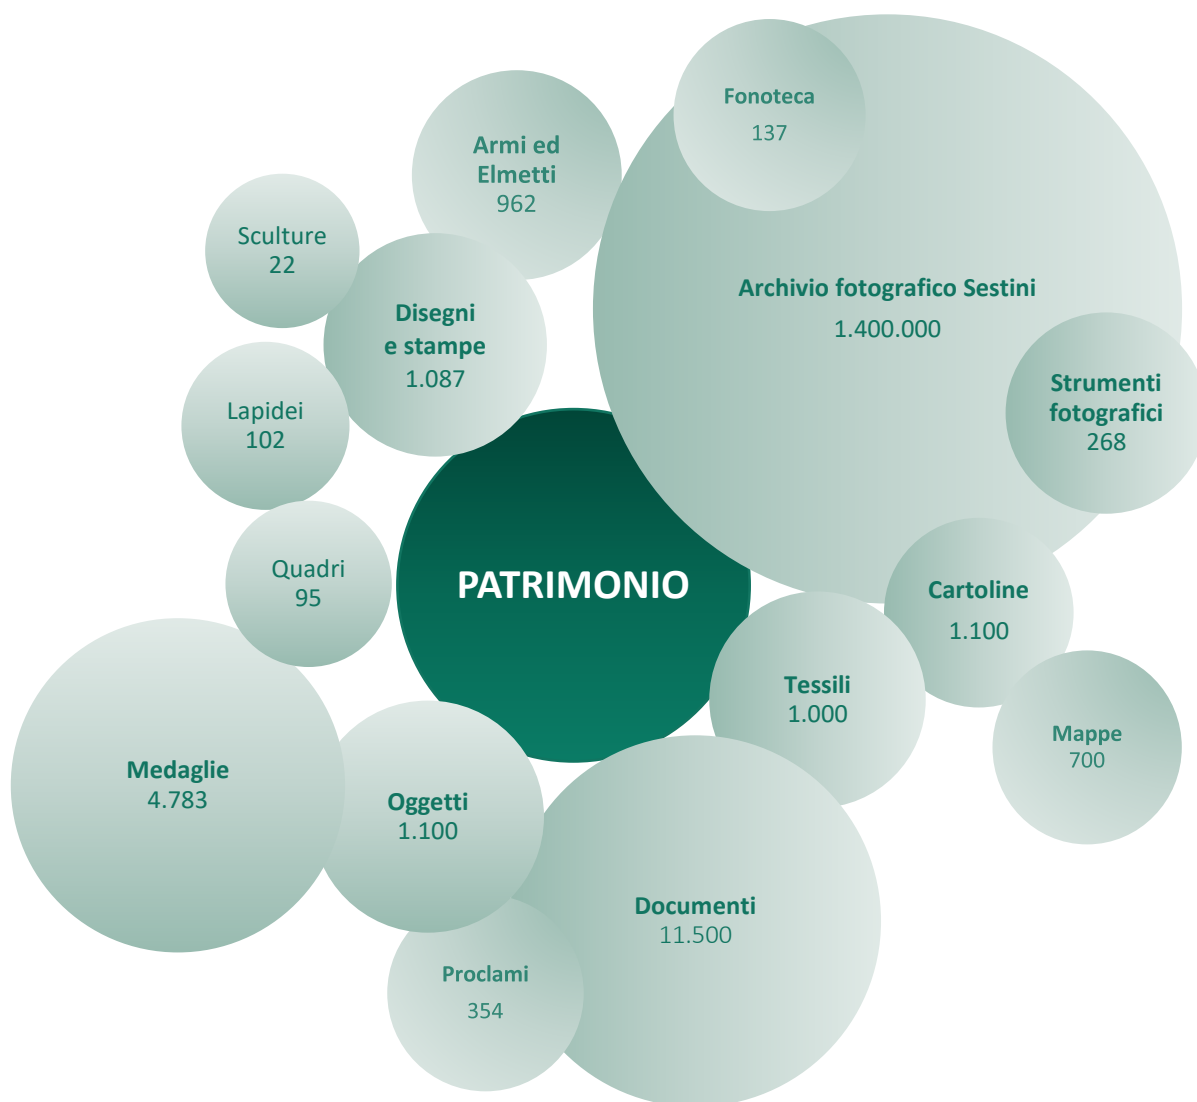 Fonoteca
137
Armi ed
Elmetti
962
Sculture
22
Archivio fotografico Sestini
1.400.000
Disegni
e stampe
1.087
Strumenti
fotografici
268
Lapidei
102
Quadri
95
PATRIMONIO
Cartoline
1.100
Tessili
1.000
Mappe
700
Medaglie
4.783
Oggetti
1.100
Documenti
11.500
Proclami
354